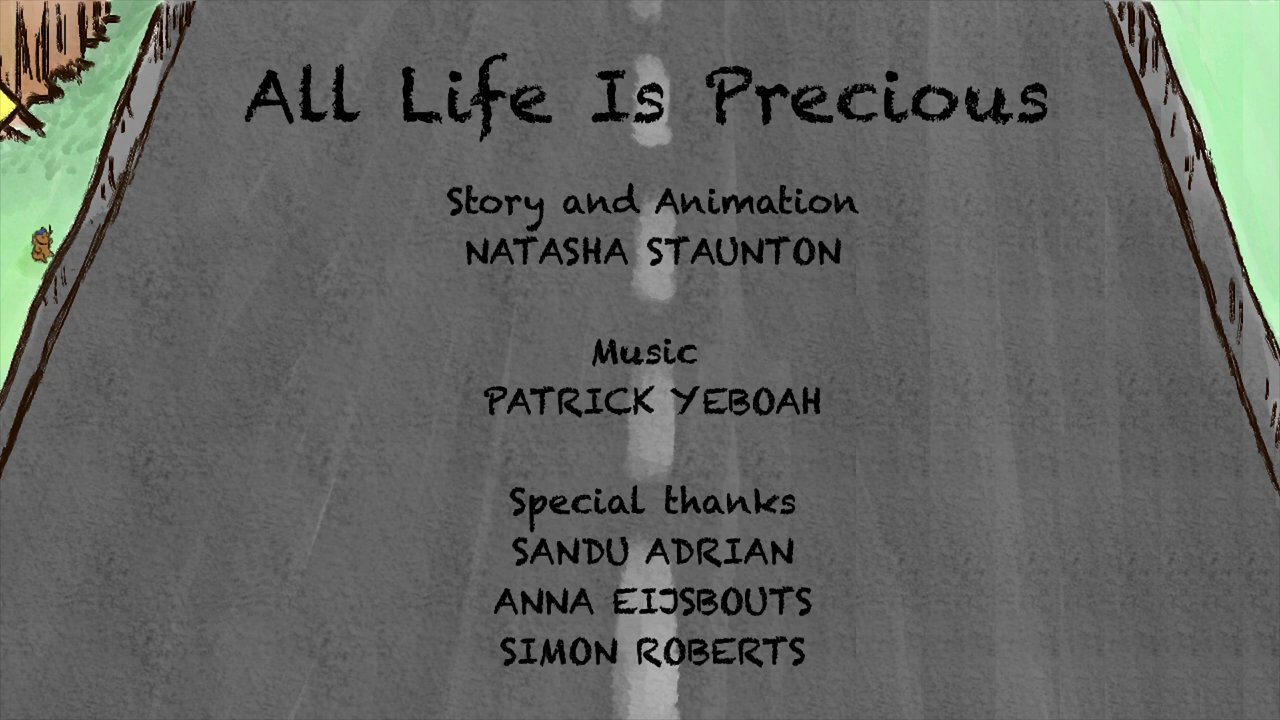 All Life Is Precious
Story and Animation
NATASHA STAUNTON
Music
PATRICK YEBOAH
Special thanks
SANDU ADRIAN
ANNA EIJSBOUTS
SIMON ROBERTS